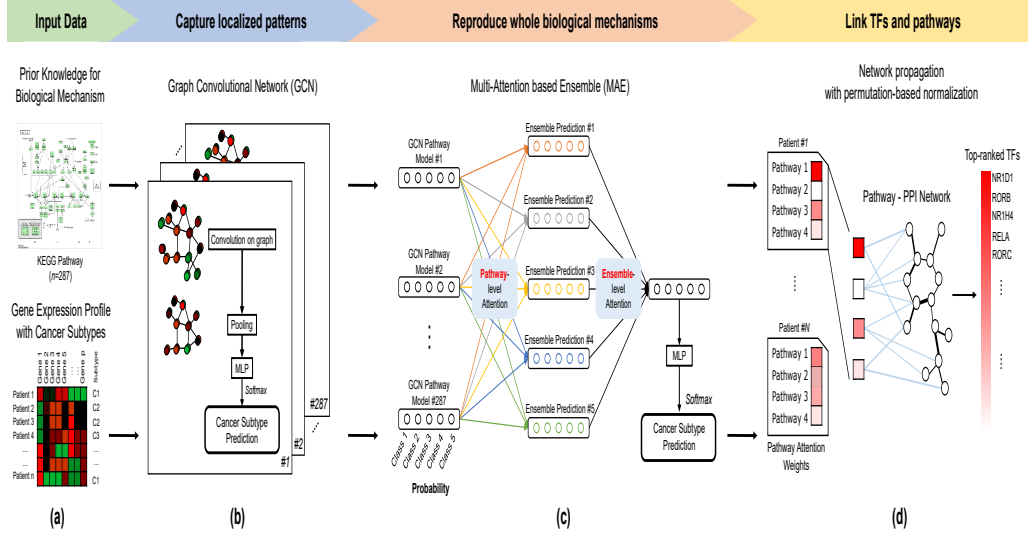 Input Data
Capture localized patterns
Reproduce whole biological mechanisms
Link TFs and pathways
Prior Knowledge for
Biological Mechanism
KEGG Pathway
(n=287)
Gene Expression Profile
with Cancer Subtypes
Gene 1
Gene 2
Gene 3
Gene 4
Gene 5
...
Gene p
Subtype
Patient 1
C1
Patient 2
C2
Patient 3
C2
Patient 4
C3
...
...
...
...
Patient n
C1
(a)
Graph Convolutional Network (GCN)
...
Convolution on graph
Pooling
MLP
Softmax
Cancer Subtype
Prediction
#1
#2
#287
...
(b)
Multi-Attention based Ensemble (MAE)
GCN Pathway
Model #1
GCN Pathway
Model #2
...
GCN Pathway
Model #287
Class 1
Class 2
Class 3
Class 4
Class 5
Probability
Pathway-
level
Attention
Ensemble Prediction #1
Ensemble Prediction #2
Ensemble Prediction #3
Ensemble Prediction #4
Ensemble Prediction #5
Ensemble-
level
Attention
MLP
Softmax
Cancer Subtype
Prediction
(c)
Network propagation
with permutation-based normalization
Patient #1
Pathway 1
Pathway 2
Pathway 3
Pathway 4
...
Patient #N
Pathway 1
Pathway 2
Pathway 3
Pathway 4
Pathway Attention
Weights
Pathway - PPI Network
Top-ranked TFs
NR1D1
RORB
NR1H4
RELA
RORC
...
...
(d)